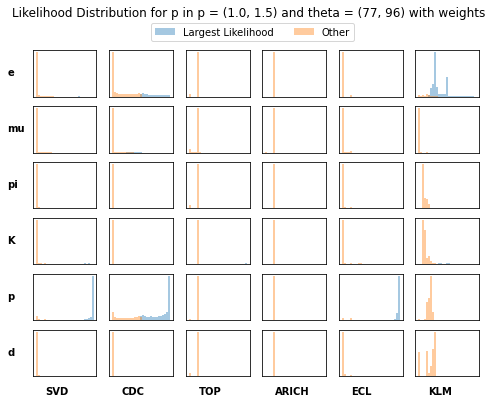 Likelihood Distribution for p in p = (1.0, 1.5) and theta = (77, 96) with weights
Largest Likelihood Other
e
mu
pi
K
p
d
SVD CDC TOP ARICH ECL KLM